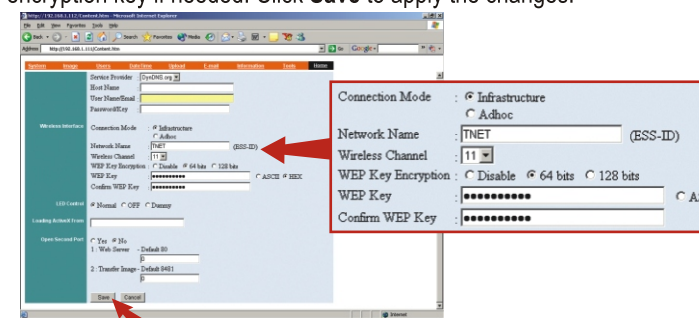 encryption key if needed. Click Save to apply the changes.
http://192.168.1.112/Content.htm - Microsoft Internet Explorer
File Edit View Favorites Tools Help
Back Search Favorites Media
Address http://192.168.1.111/Content.htm Go Google
System Image Users DateTime Upload E-mail Information Tools Home
Service Provider : DynDNS.org
Host Name :
User Name/Email :
Password/Key :
Wireless Interface
Connection Mode : Infrastructure
Adhoc
Network Name : TNET (ESS-ID)
Wireless Channel : 11
WEP Key Encryption : Disable 64 bits 128 bits
WEP Key : •••••••••• ASCII HEX
Confirm WEP Key : ••••••••••
LED Control Normal OFF Dummy
Loading ActiveX From
Open Second Port Yes No
1 : Web Server - Default 80
0
2 : Transfer Image - Default 8481
0
Save Cancel
Internet
Connection Mode : Infrastructure
Adhoc
Network Name : TNET (ESS-ID)
Wireless Channel : 11
WEP Key Encryption : Disable 64 bits 128 bits
WEP Key : ••••••••••
Confirm WEP Key : ••••••••••